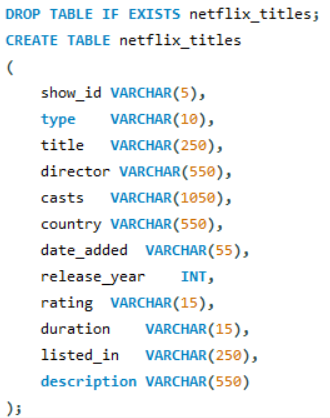 DROP TABLE IF EXISTS netflix_titles;
CREATE TABLE netflix_titles
(
    show_id VARCHAR(5),
    type    VARCHAR(10),
    title   VARCHAR(250),
    director VARCHAR(550),
    casts   VARCHAR(1050),
    country VARCHAR(550),
    date_added  VARCHAR(55),
    release_year    INT,
    rating  VARCHAR(15),
    duration    VARCHAR(15),
    listed_in   VARCHAR(250),
    description VARCHAR(550)
);